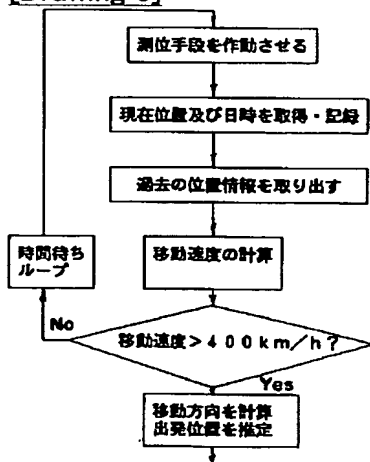 測位手段を作動させる
現在位置及び日時を取得・記録
過去の位置情報を取り出す
時間待ち
ループ
移動速度の計算
No
移動速度＞４００ｋｍ／ｈ？
Yes
移動方向を計算
出発位置を推定